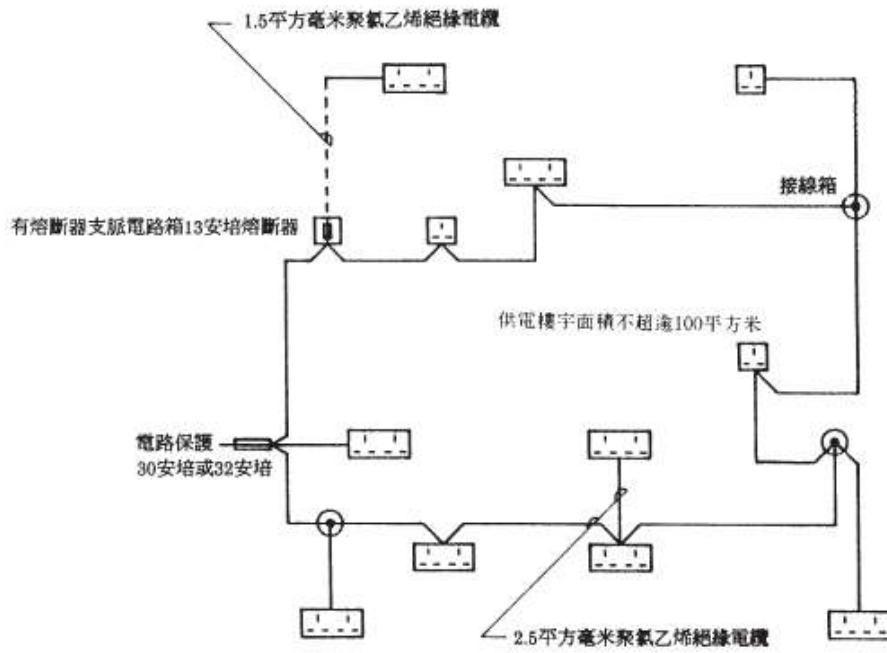 1.5平方毫米聚氯乙烯絕緣電纜
接線箱
有熔斷器支脈電路箱13安培熔斷器
供電樓宇面積不超逾100平方米
電路保護
30安培或32安培
2.5平方毫米聚氯乙烯絕緣電纜